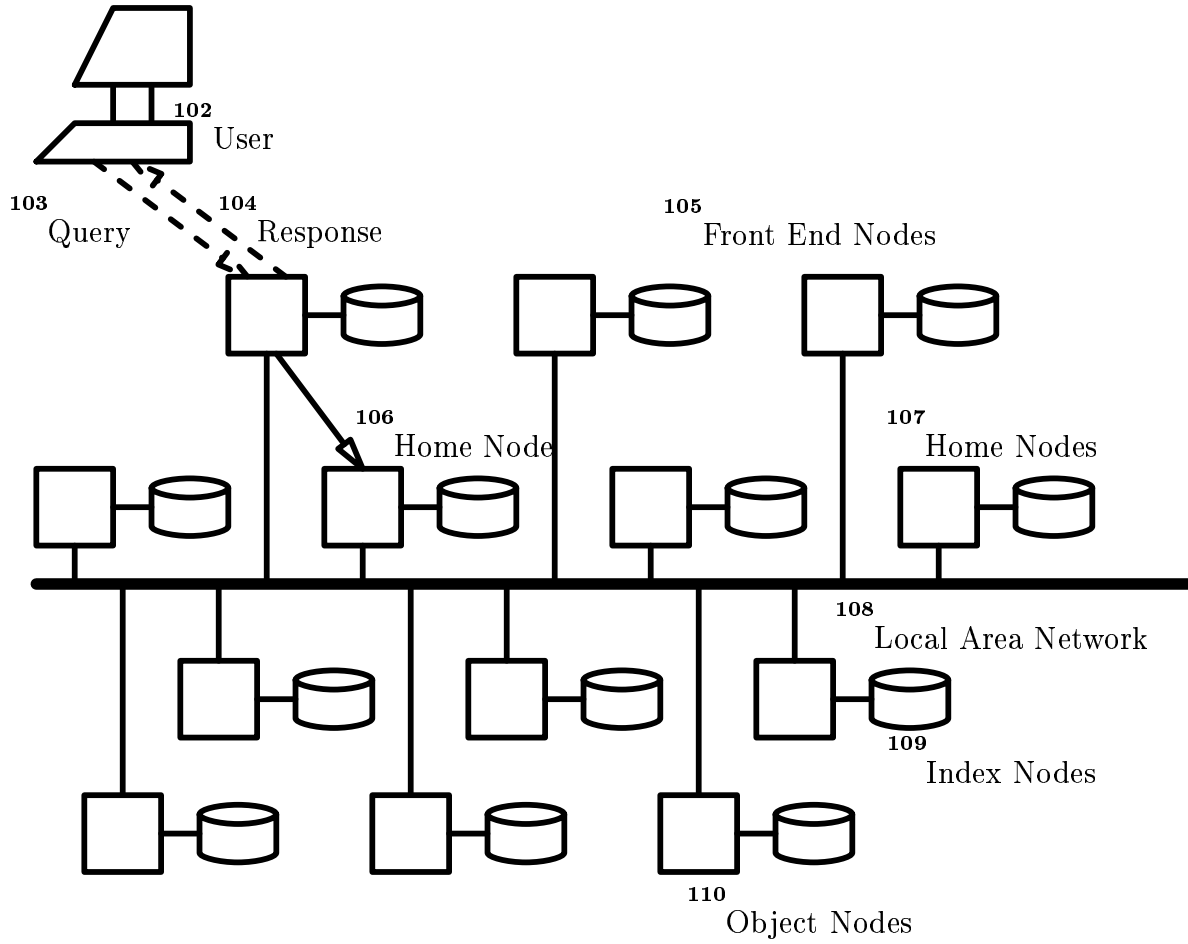 102
User
103
Query
104
Response
105
Front End Nodes
106
Home Node
107
Home Nodes
108
Local Area Network
109
Index Nodes
110
Object Nodes